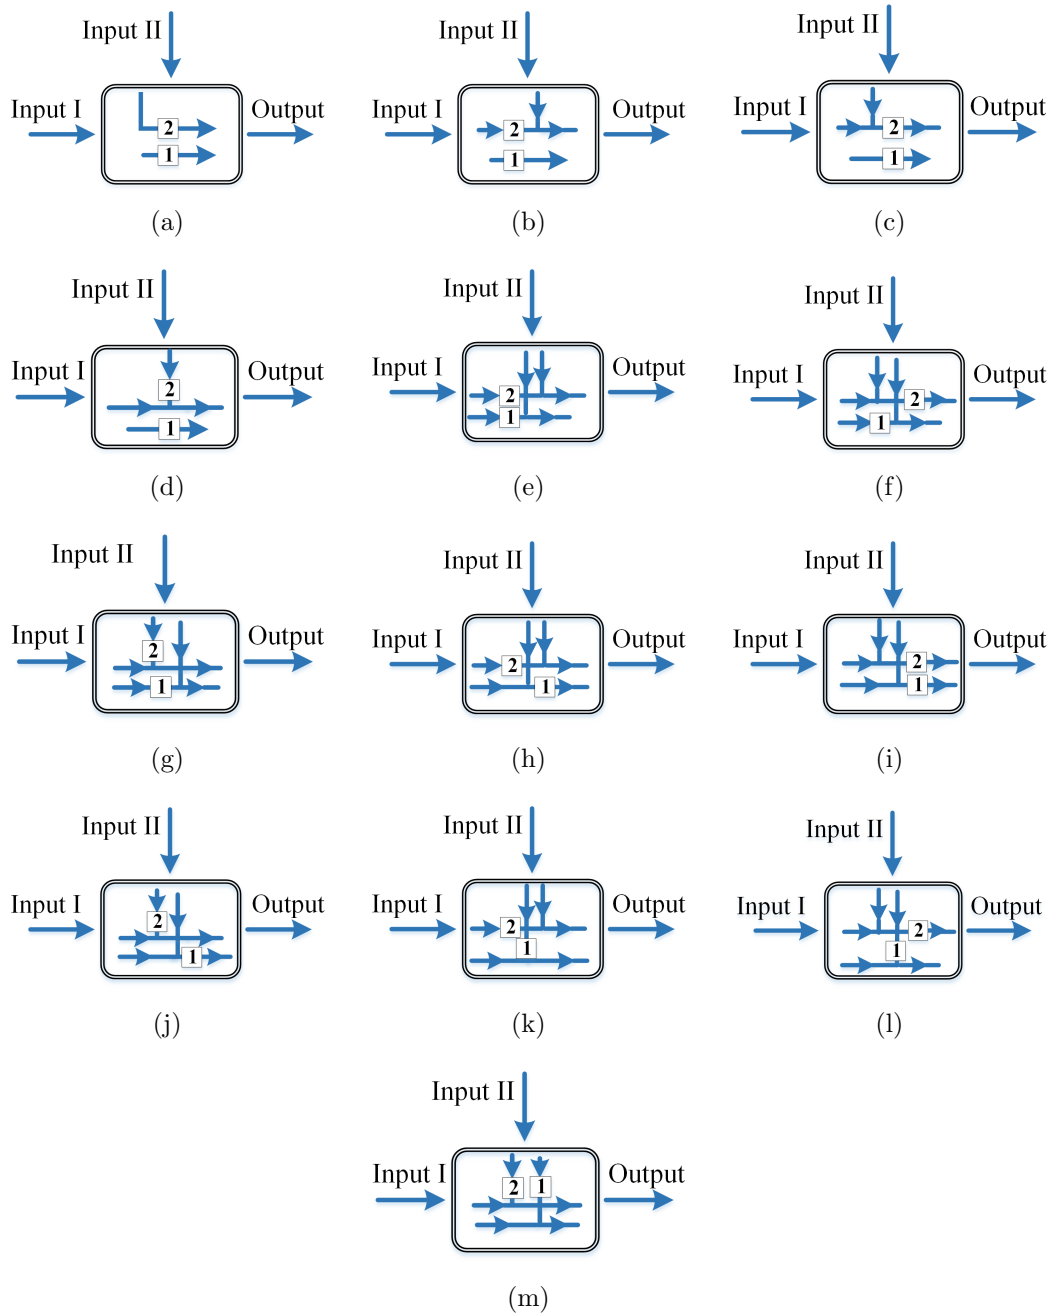 Input II Input II Input II
Input I Output Input I Output Input I Output
2 2 2
1 1 1
(a) (b) (c)
Input II Input II Input II
Input I Output Input I Output Input I Output
2 2 2
1 1 1
(d) (e) (f)
Input II Input II Input II
Input I Output Input I Output Input I Output
2 2 2
1 1 1
(g) (h) (i)
Input II Input II Input II
Input I Output Input I Output Input I Output
2 2 2
1 1 1
(j) (k) (l)
Input II
Input I Output
2 1
(m)